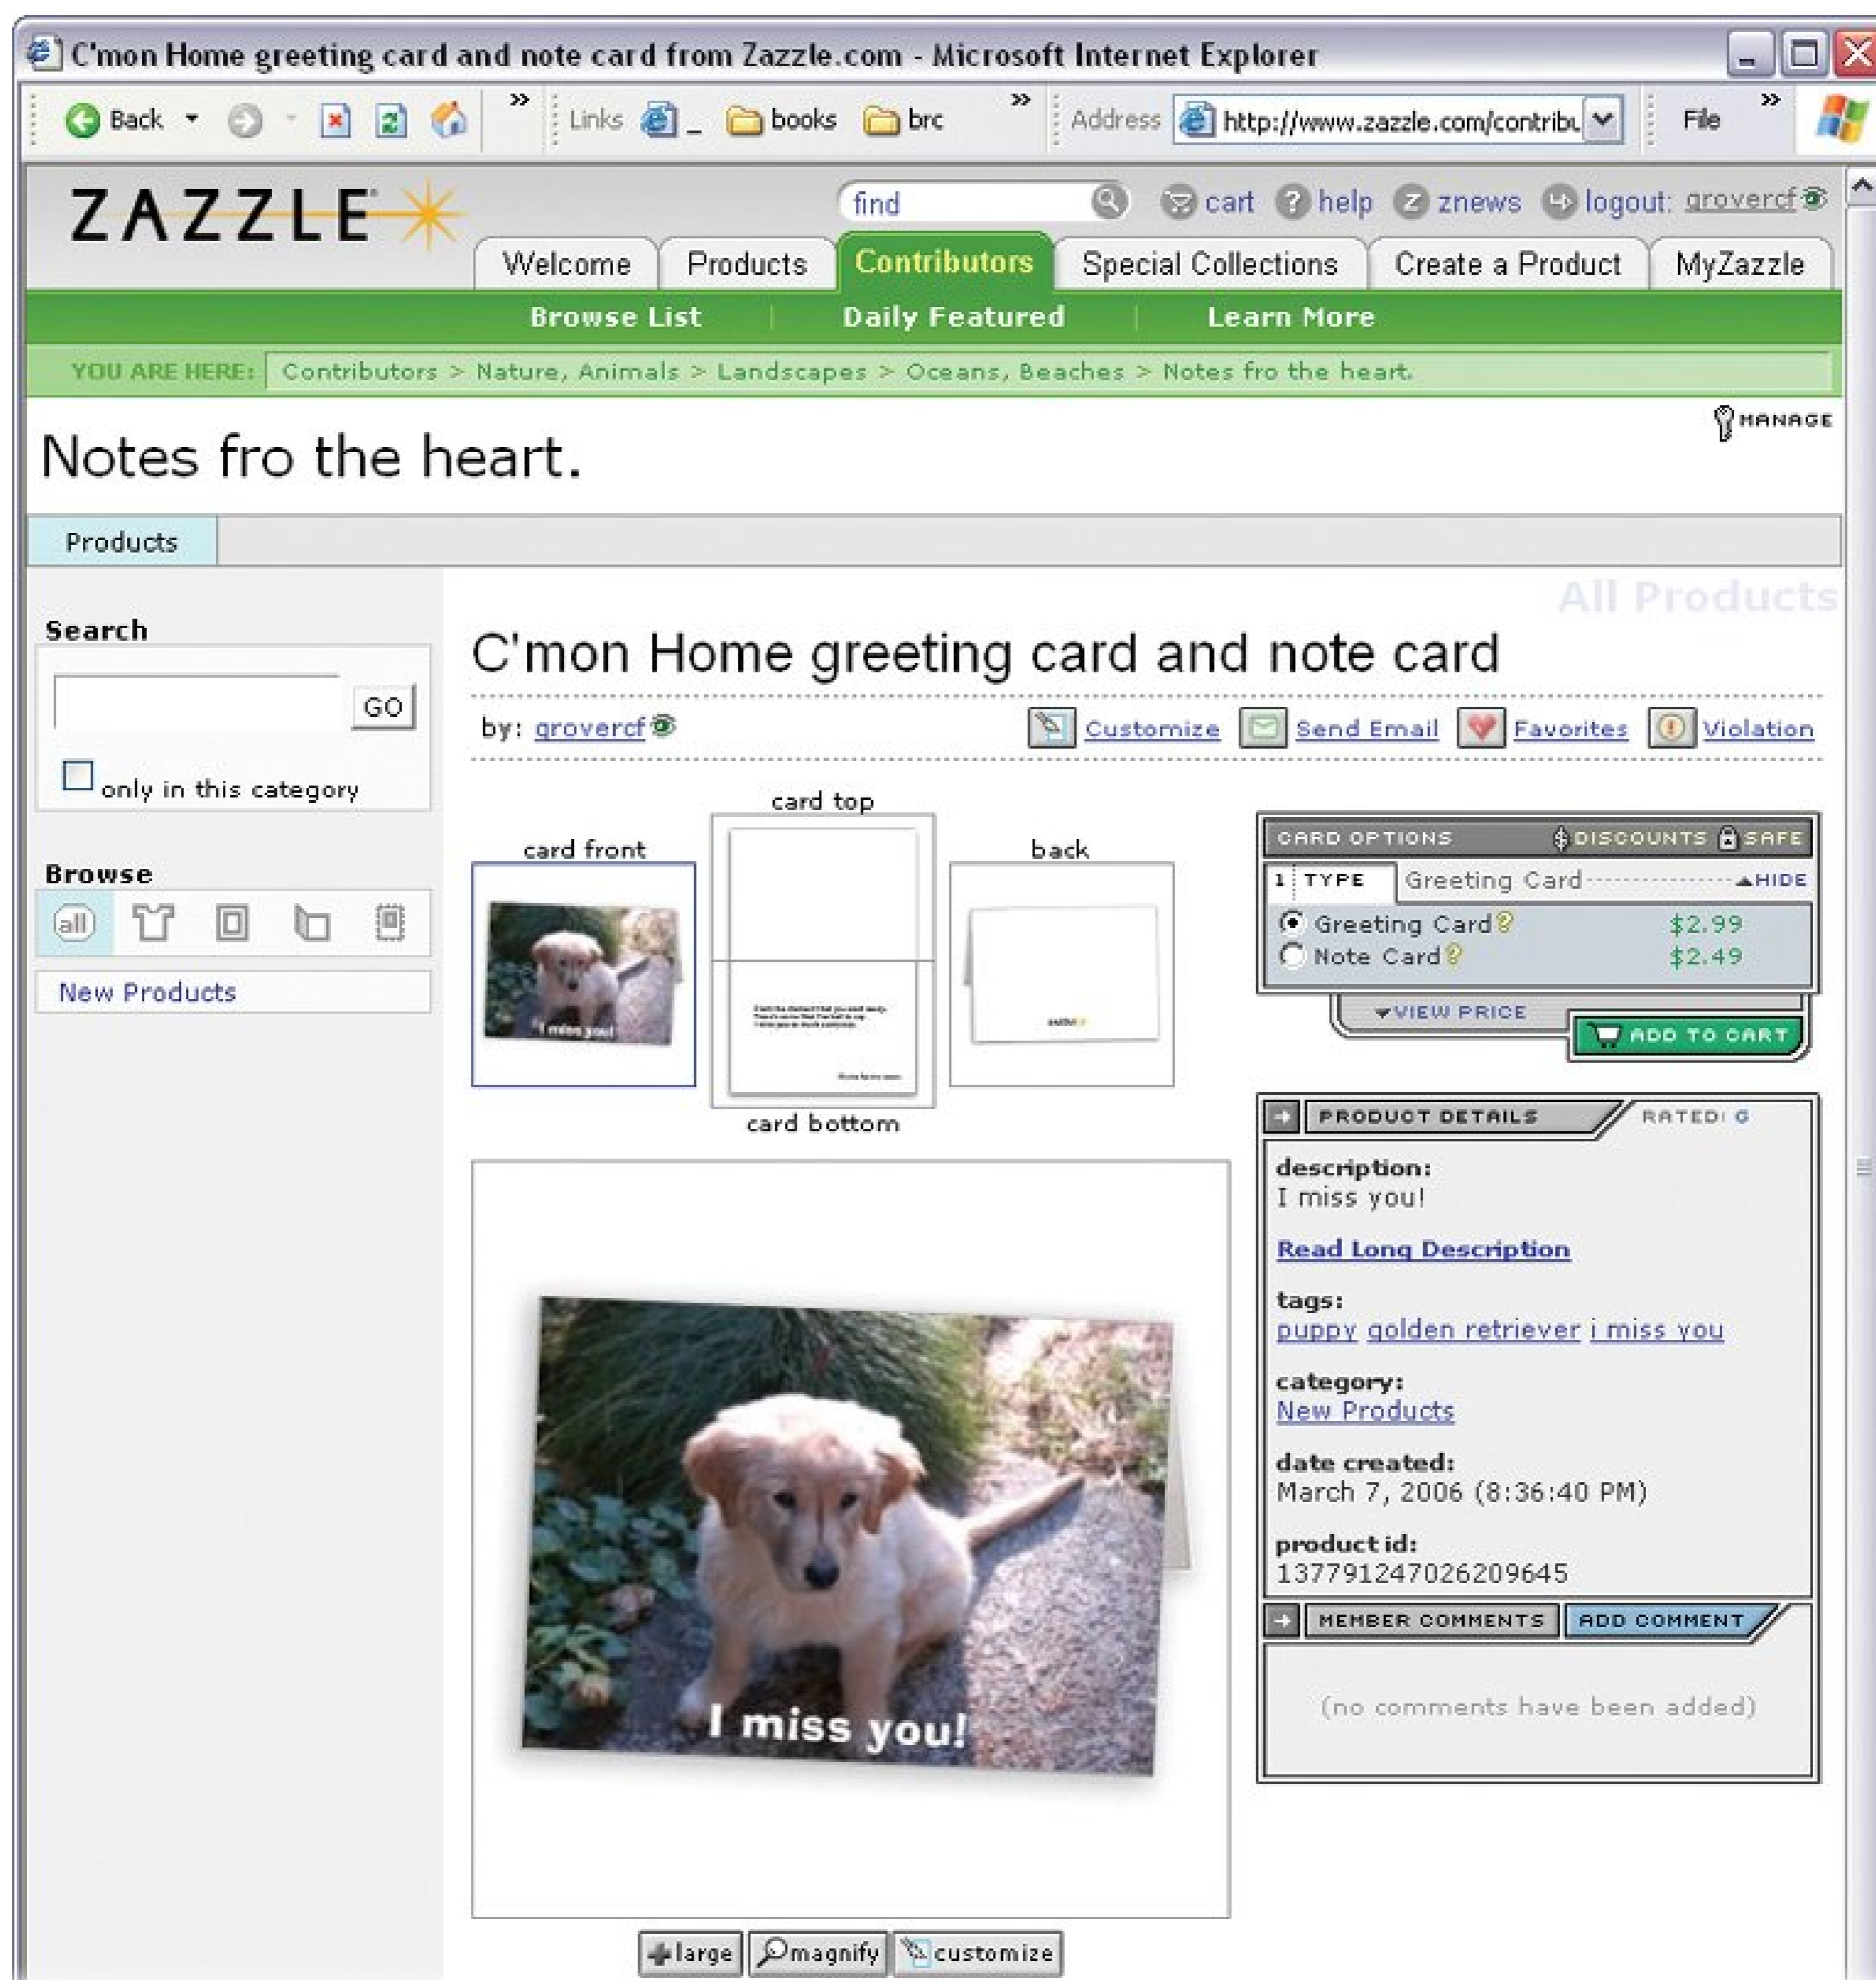 C'mon Home greeting card and note card from Zazzle.com - Microsoft Internet Explorer
Back » Links _ books brc » Address http://www.zazzle.com/contribu File »
ZAZZLE find cart ? help z znews logout: grovercf
Welcome Products Contributors Special Collections Create a Product MyZazzle
Browse List | Daily Featured | Learn More
YOU ARE HERE: Contributors > Nature, Animals > Landscapes > Oceans, Beaches > Notes fro the heart.
MANAGE
Notes fro the heart.
Products
All Products
Search
GO
only in this category
Browse
all
New Products
C'mon Home greeting card and note card
by: grovercf Customize Send Email Favorites Violation
card top
card front
back
I miss you!
ZAZZLE
card bottom
CARD OPTIONS $ DISCOUNTS SAFE
1 TYPE Greeting Card HIDE
Greeting Card ? $2.99
Note Card ? $2.49
VIEW PRICE
ADD TO CART
PRODUCT DETAILS RATED: G
description:
I miss you!
Read Long Description
tags:
puppy golden retriever i miss you
category:
New Products
date created:
March 7, 2006 (8:36:40 PM)
product id:
137791247026209645
MEMBER COMMENTS ADD COMMENT
(no comments have been added)
I miss you!
large magnify customize